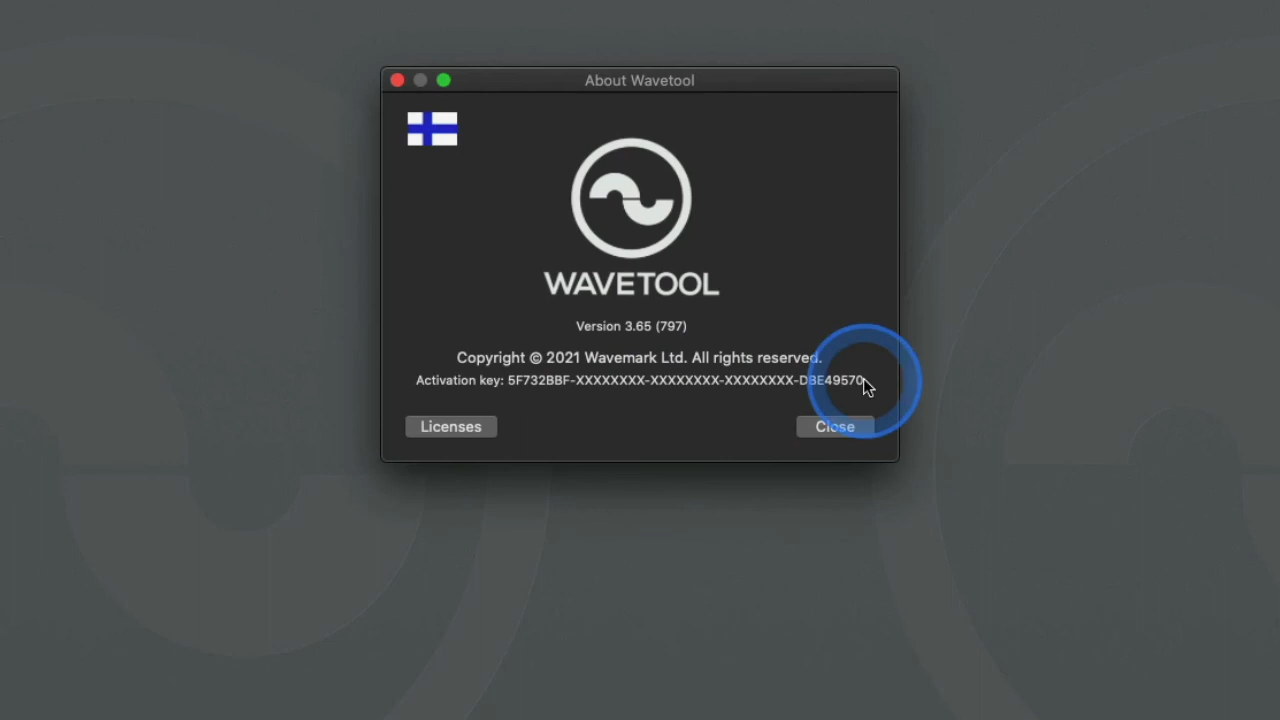 About Wavetool
WAVETOOL
Version 3.65 (797)
Copyright © 2021 Wavemark Ltd. All rights reserved.
Activation key: 5F732BBF-XXXXXXXX-XXXXXXXX-XXXXXXXX-DBE49570
Licenses
Close